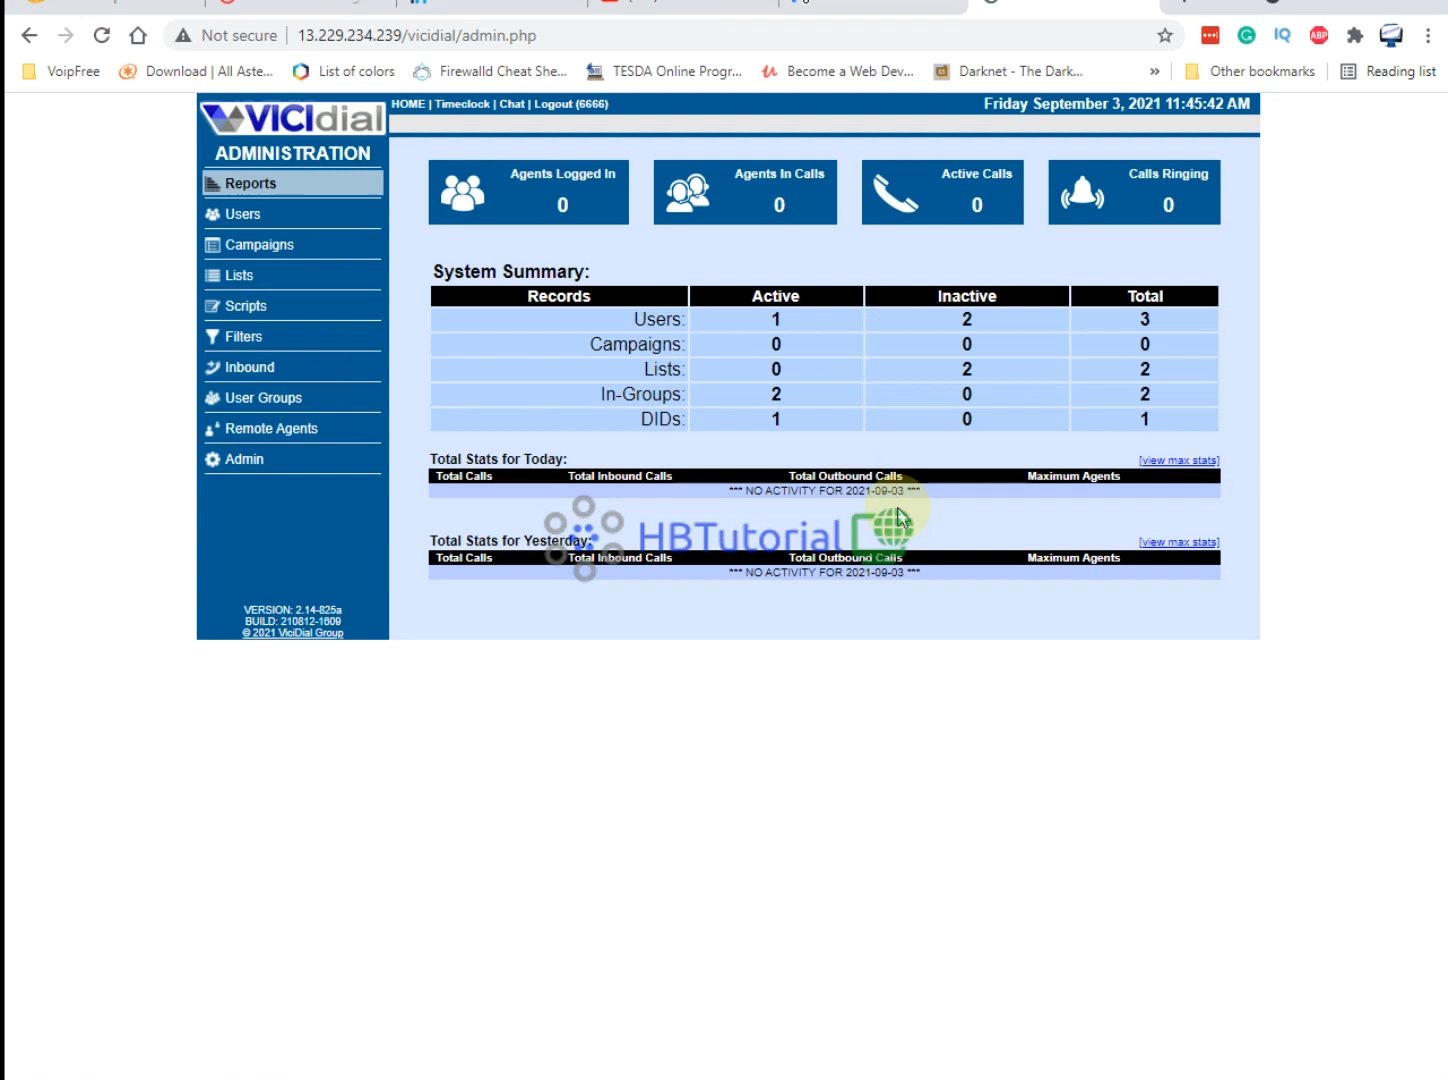 Not secure | 13.229.234.239/vicidial/admin.php
IQ
ABP
VoipFree
Download | All Aste...
List of colors
Firewalld Cheat She...
TESDA Online Progr...
Become a Web Dev...
Darknet - The Dark...
»
Other bookmarks
Reading list
VICIdial
HOME | Timeclock | Chat | Logout (6666)
Friday September 3, 2021 11:45:42 AM
ADMINISTRATION
Reports
Users
Campaigns
Lists
Scripts
Filters
Inbound
User Groups
Remote Agents
Admin
VERSION: 2.14-825a
BUILD: 210812-1609
© 2021 ViciDial Group
Agents Logged In
0
Agents In Calls
0
Active Calls
0
Calls Ringing
0
System Summary:
Records Active Inactive Total
Users: 1 2 3
Campaigns: 0 0 0
Lists: 0 2 2
In-Groups: 2 0 2
DIDs: 1 0 1
Total Stats for Today: [view max stats]
Total Calls Total Inbound Calls Total Outbound Calls Maximum Agents
*** NO ACTIVITY FOR 2021-09-03 ***
HBTutorial
Total Stats for Yesterday: [view max stats]
Total Calls Total Inbound Calls Total Outbound Calls Maximum Agents
*** NO ACTIVITY FOR 2021-09-03 ***